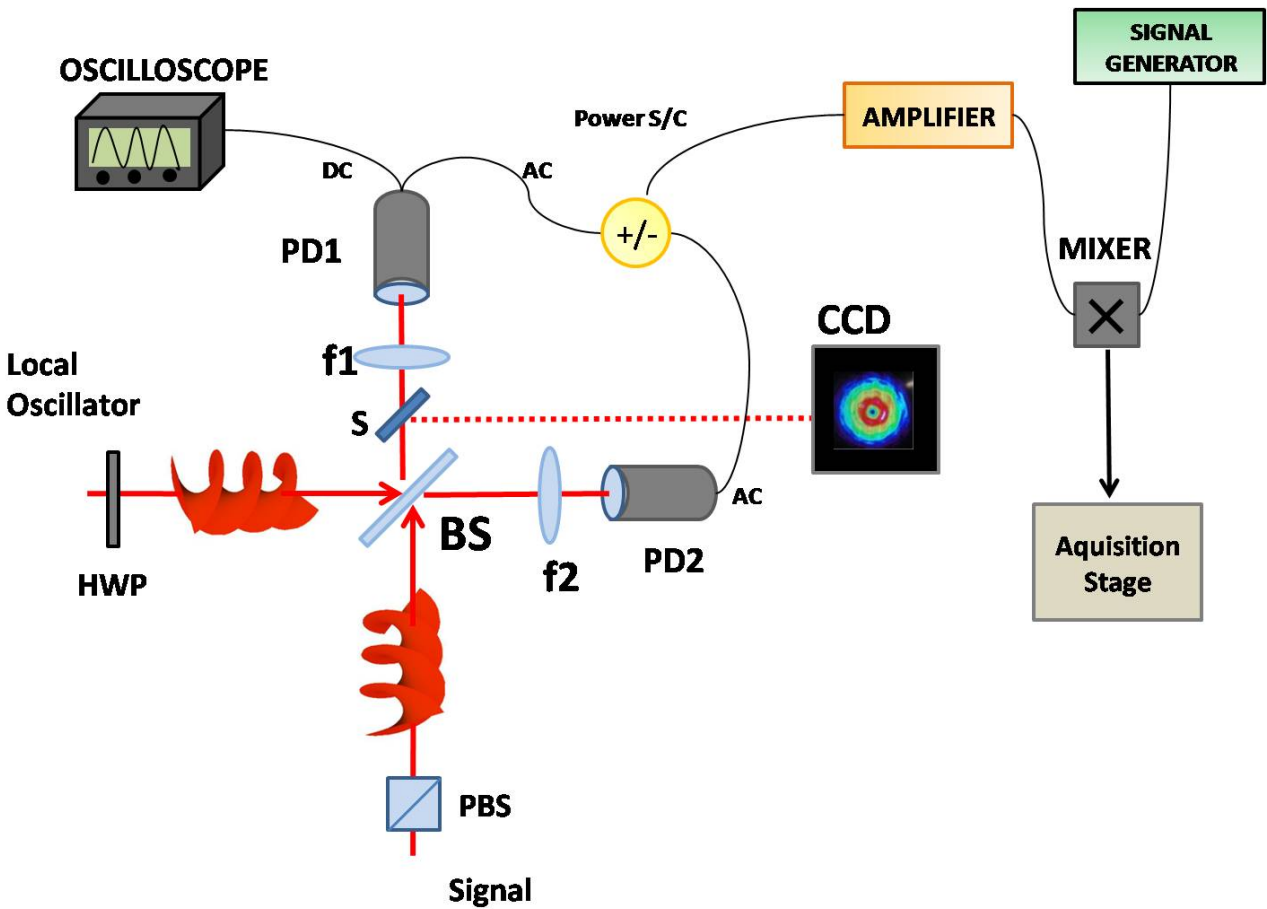 SIGNAL
GENERATOR
OSCILLOSCOPE
Power S/C
AMPLIFIER
DC
AC
+/-
PD1
MIXER
CCD
f1
Local
Oscillator
S
AC
BS
PD2
f2
HWP
Aquisition
Stage
PBS
Signal